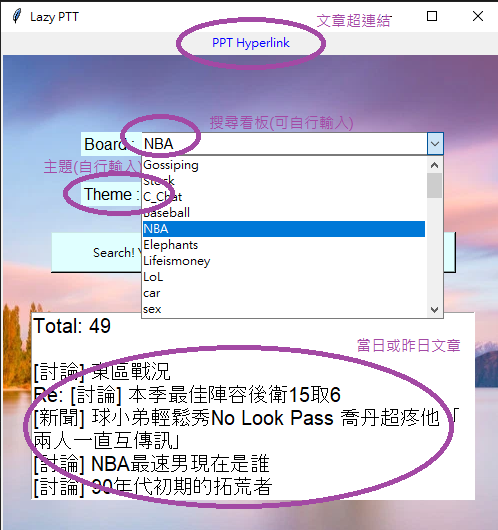 Lazy PTT
文章超連結
PPT Hyperlink
搜尋看板(可自行輸入)
Board :
NBA
主題(自行輸入)
Theme :
Gossiping
Stock
C_Chat
Baseball
NBA
Elephants
Lifeismoney
LoL
car
sex
Search!
Total: 49
當日或昨日文章
[討論] 東區戰況
Re: [討論] 本季最佳陣容後衛15取6
[新聞] 球小弟輕鬆秀No Look Pass 喬丹超疼他「
兩人一直互傳訊」
[討論] NBA最速男現在是誰
[討論] 90年代初期的拓荒者